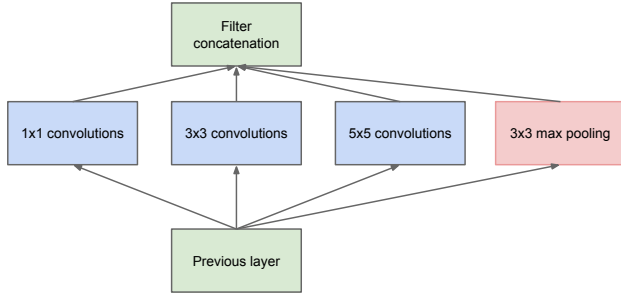 Filter
concatenation
1x1 convolutions
3x3 convolutions
5x5 convolutions
3x3 max pooling
Previous layer